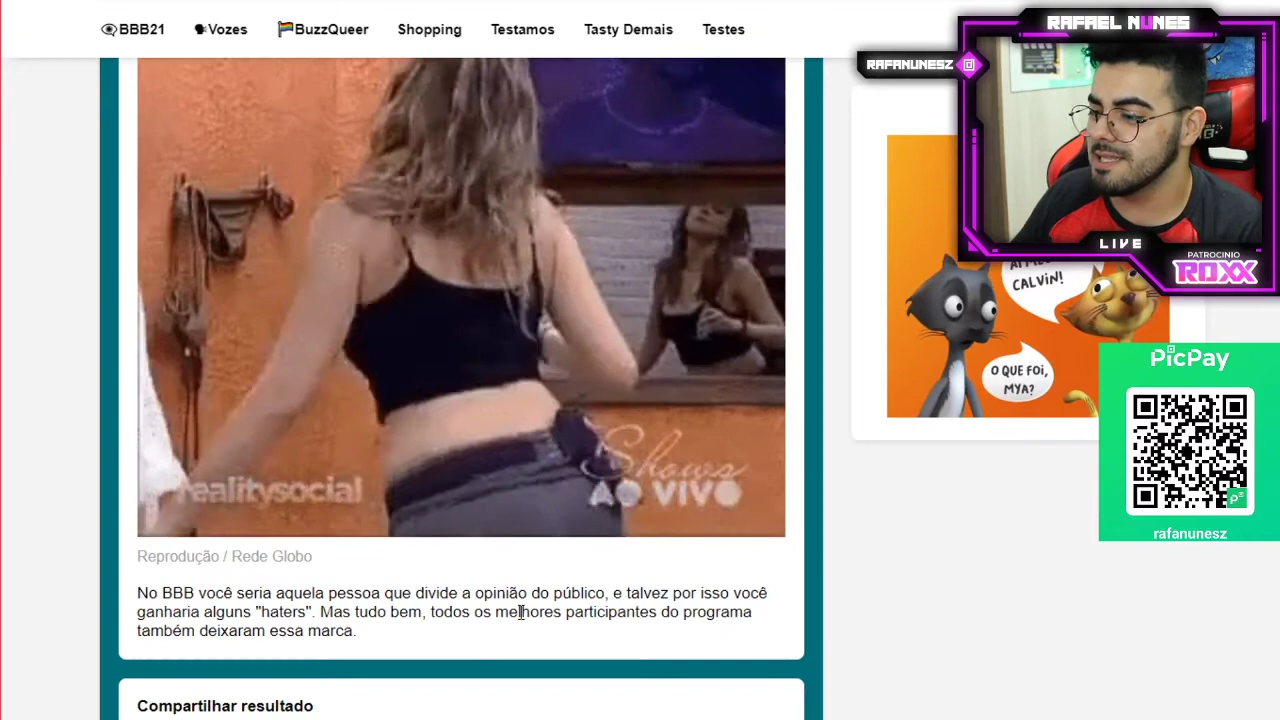 BBB21
Vozes
BuzzQueer
Shopping
Testamos
Tasty Demais
Testes
RAFAEL NUNES
RAFANUNESZ
LIVE
PATROCINIO
ROXX
CALVIN!
O QUE FOI,
MYA?
PicPay
rafanunesz
realitysocial
Shows
AO VIVO
Reprodução / Rede Globo
No BBB você seria aquela pessoa que divide a opinião do público, e talvez por isso você
ganharia alguns "haters". Mas tudo bem, todos os melhores participantes do programa
também deixaram essa marca.
Compartilhar resultado